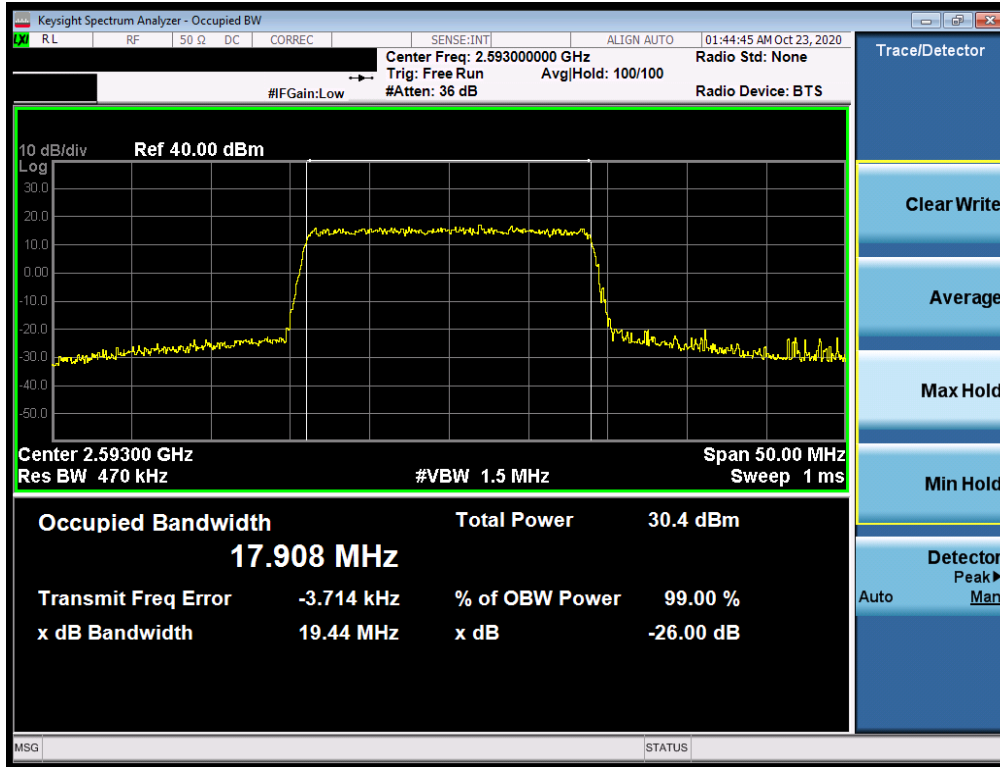 Keysight Spectrum Analyzer - Occupied BW
LXI RL RF 50 Ω DC CORREC SENSE:INT ALIGN AUTO 01:44:45 AM Oct 23, 2020
Center Freq: 2.593000000 GHz Radio Std: None
Trig: Free Run Avg|Hold: 100/100
#IFGain:Low #Atten: 36 dB Radio Device: BTS
10 dB/div Ref 40.00 dBm
Log
30.0
20.0
10.0
0.00
-10.0
-20.0
-30.0
-40.0
-50.0
Center 2.59300 GHz Span 50.00 MHz
Res BW 470 kHz #VBW 1.5 MHz Sweep 1 ms
Occupied Bandwidth Total Power 30.4 dBm
17.908 MHz
Transmit Freq Error -3.714 kHz % of OBW Power 99.00 %
x dB Bandwidth 19.44 MHz x dB -26.00 dB
MSG STATUS
Trace/Detector
Clear Write
Average
Max Hold
Min Hold
Detector
Peak▶
Auto Man